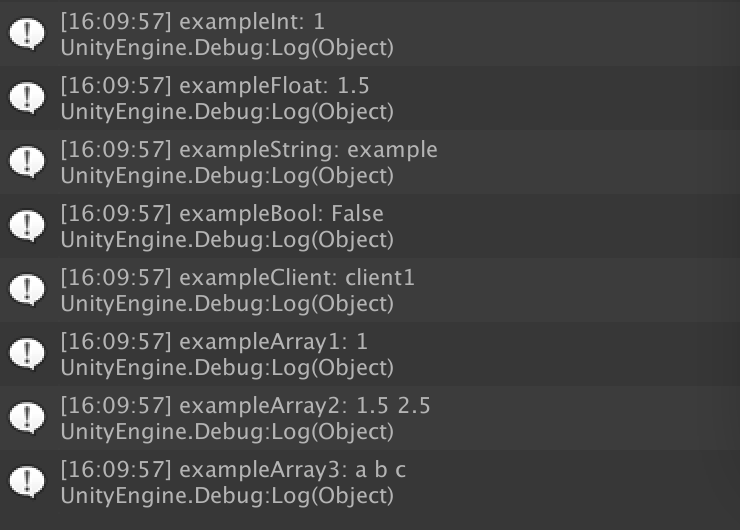 [16:09:57] exampleInt: 1
UnityEngine.Debug:Log(Object)
[16:09:57] exampleFloat: 1.5
UnityEngine.Debug:Log(Object)
[16:09:57] exampleString: example
UnityEngine.Debug:Log(Object)
[16:09:57] exampleBool: False
UnityEngine.Debug:Log(Object)
[16:09:57] exampleClient: client1
UnityEngine.Debug:Log(Object)
[16:09:57] exampleArray1: 1
UnityEngine.Debug:Log(Object)
[16:09:57] exampleArray2: 1.5 2.5
UnityEngine.Debug:Log(Object)
[16:09:57] exampleArray3: a b c
UnityEngine.Debug:Log(Object)